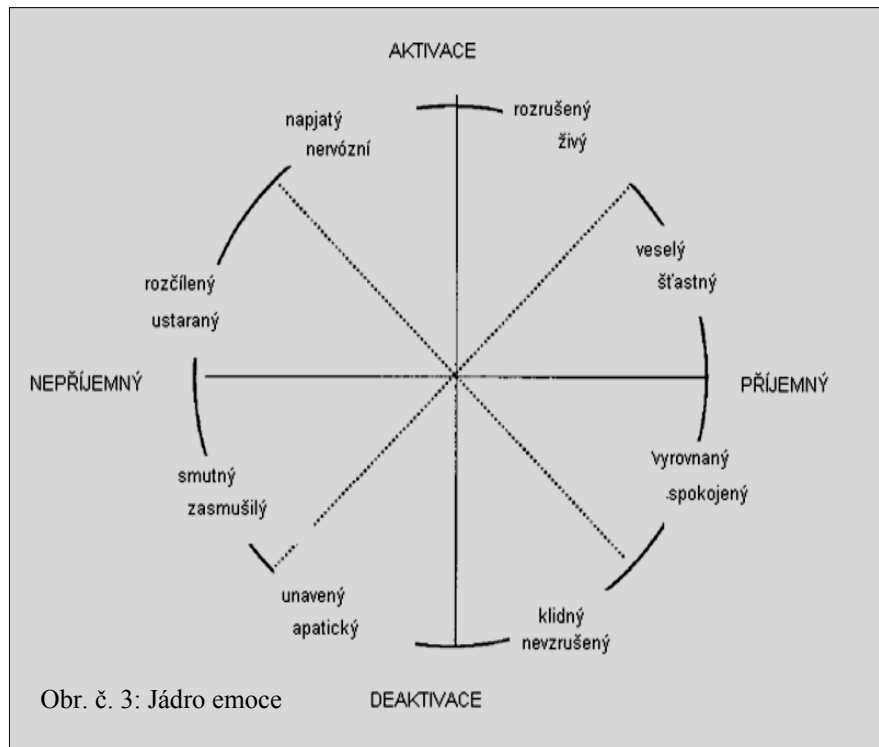 AKTIVACE
rozrušený
živý
napjatý
nervózní
veselý
šťastný
rozčílený
ustaraný
NEPŘÍJEMNÝ
PŘÍJEMNÝ
vyrovnaný
spokojený
smutný
zasmušilý
unavený
apatický
klidný
nevzrušený
Obr. č. 3: Jádro emoce
DEAKTIVACE